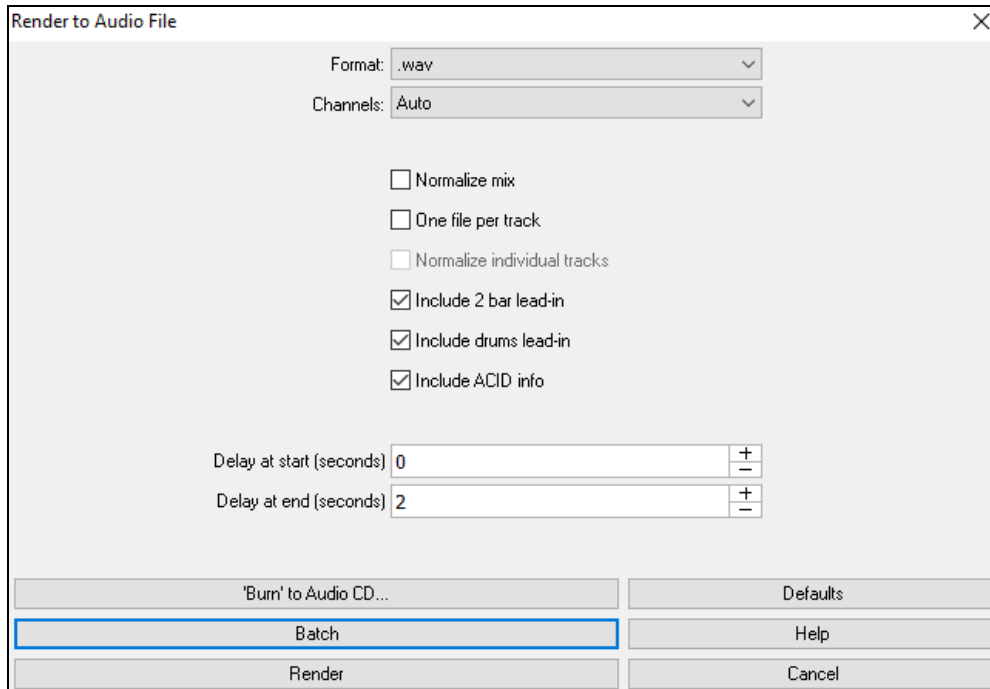 Render to Audio File
Format: .wav
Channels: Auto
Normalize mix
One file per track
Normalize individual tracks
Include 2 bar lead-in
Include drums lead-in
Include ACID info
Delay at start (seconds) 0
Delay at end (seconds) 2
'Burn' to Audio CD... Defaults
Batch Help
Render Cancel